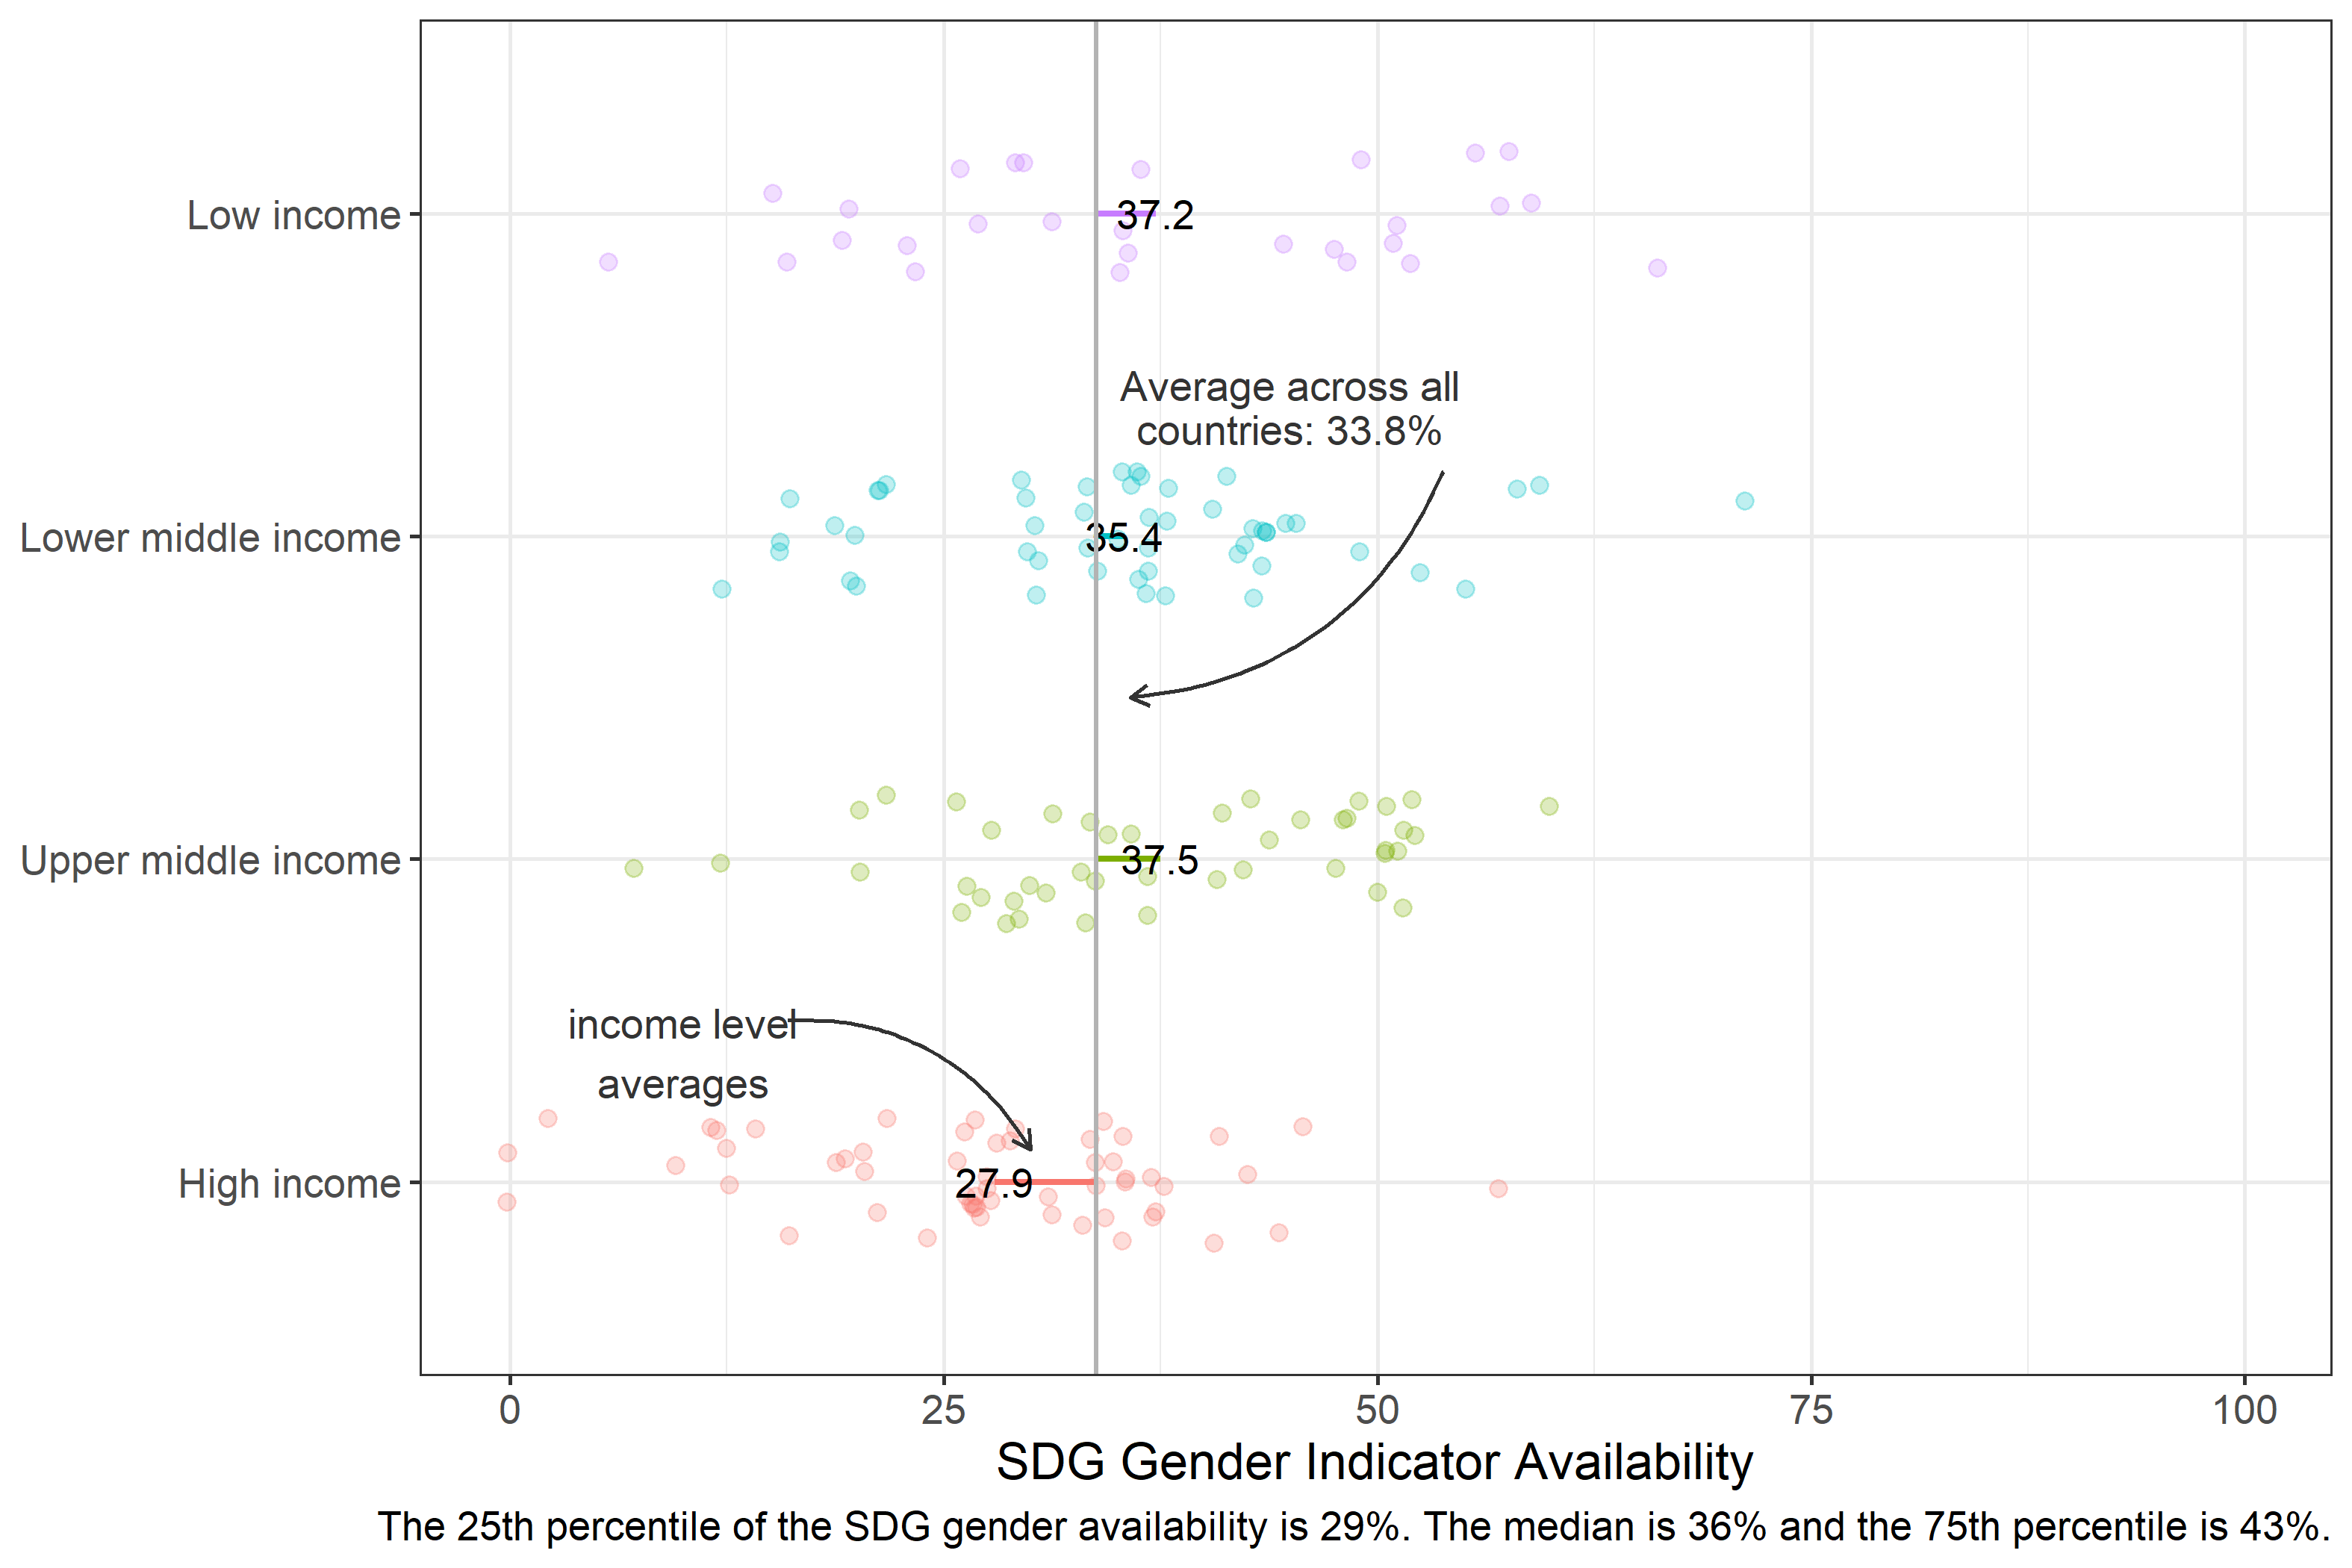 Low income
37.2
Average across all
countries: 33.8%
Lower middle income
35.4
Upper middle income
37.5
income level
averages
High income
27.9
0
25
50
75
100
SDG Gender Indicator Availability
The 25th percentile of the SDG gender availability is 29%. The median is 36% and the 75th percentile is 43%.